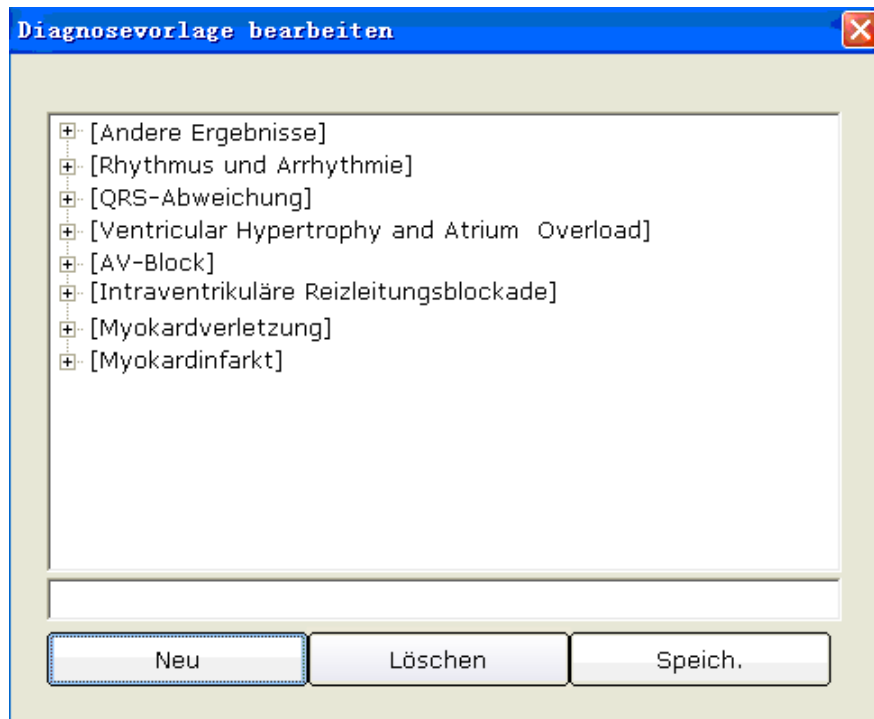 Diagnosevorlage bearbeiten
[Andere Ergebnisse]
[Rhythmus und Arrhythmie]
[QRS-Abweichung]
[Ventricular Hypertrophy and Atrium  Overload]
[AV-Block]
[Intraventrikuläre Reizleitungsblockade]
[Myokardverletzung]
[Myokardinfarkt]
Neu Löschen Speich.